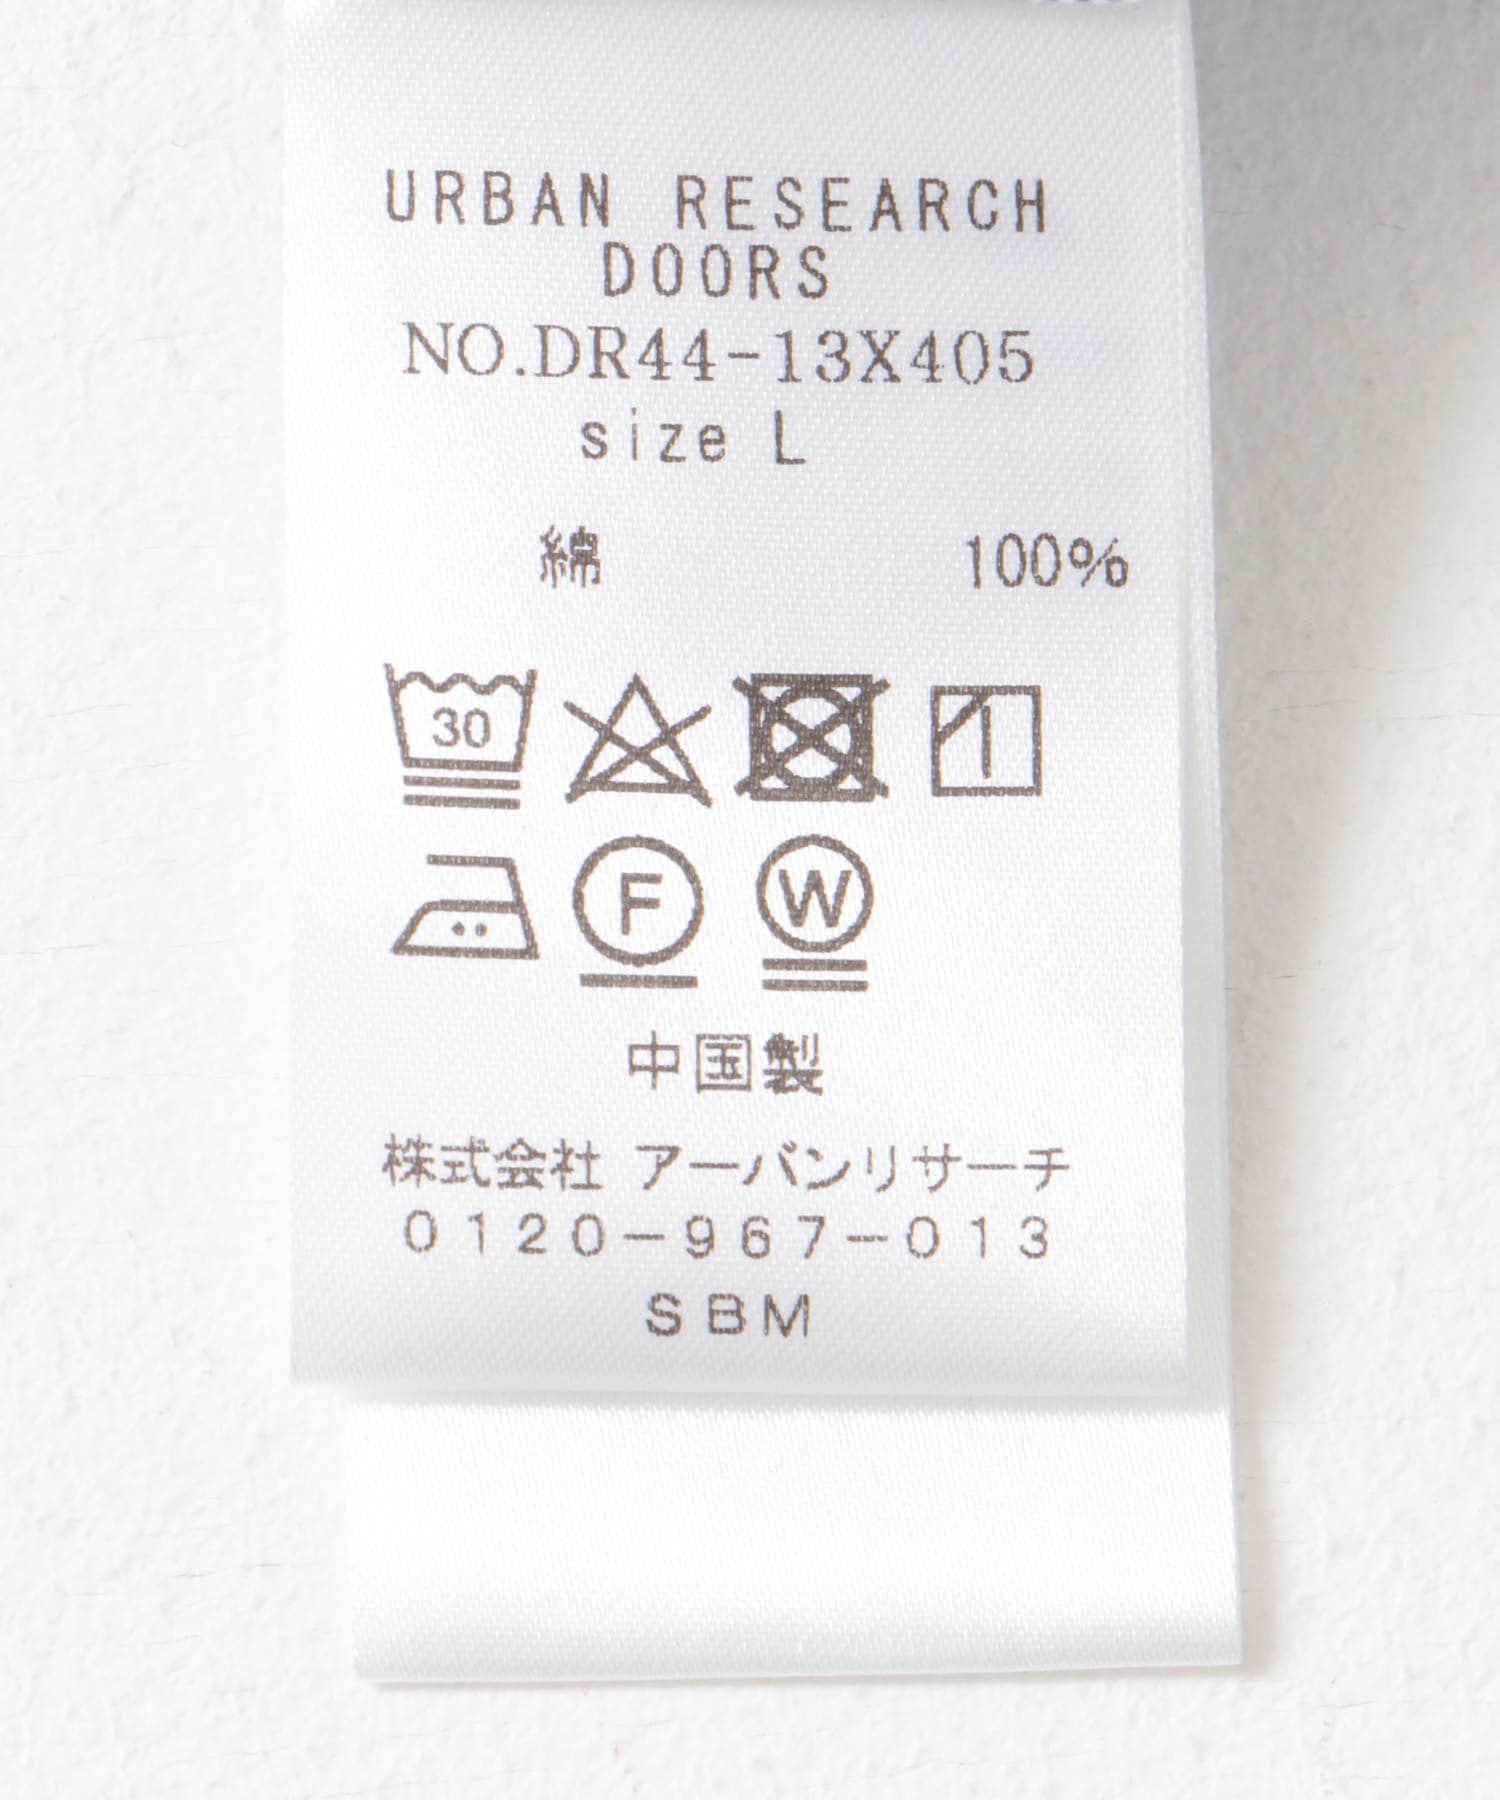 URBAN RESEARCH
DOORS
NO.DR44-13X405
size L
綿 100%
30
F W
中国製
株式会社 アーバンリサーチ
0120-967-013
SBM